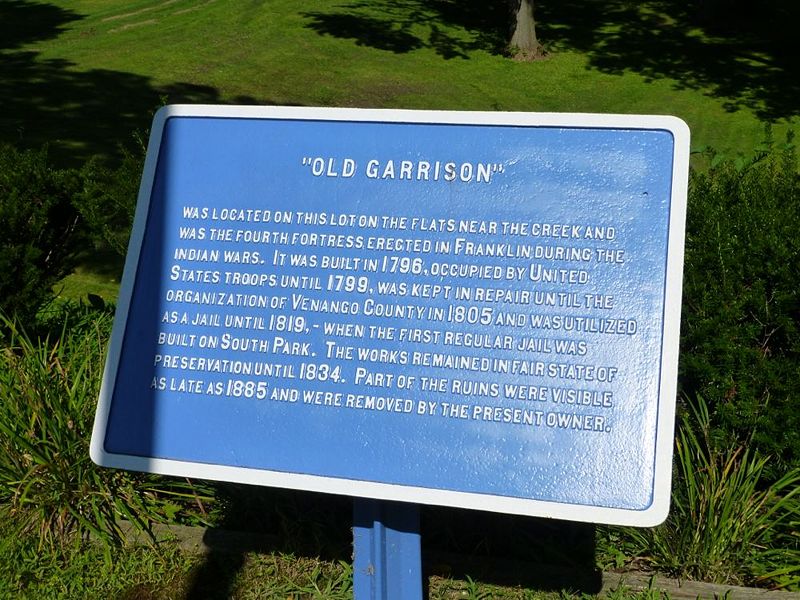 "OLD GARRISON"
WAS LOCATED ON THIS LOT ON THE FLATS NEAR THE CREEK AND
WAS THE FOURTH FORTRESS ERECTED IN FRANKLIN DURING THE
INDIAN WARS. IT WAS BUILT IN 1796, OCCUPIED BY UNITED
STATES TROOPS UNTIL 1799, WAS KEPT IN REPAIR UNTIL THE
ORGANIZATION OF VENANGO COUNTY IN 1805 AND WAS UTILIZED
AS A JAIL UNTIL 1819, - WHEN THE FIRST REGULAR JAIL WAS
BUILT ON SOUTH PARK. THE WORKS REMAINED IN FAIR STATE OF
PRESERVATION UNTIL 1834. PART OF THE RUINS WERE VISIBLE
AS LATE AS 1885 AND WERE REMOVED BY THE PRESENT OWNER.